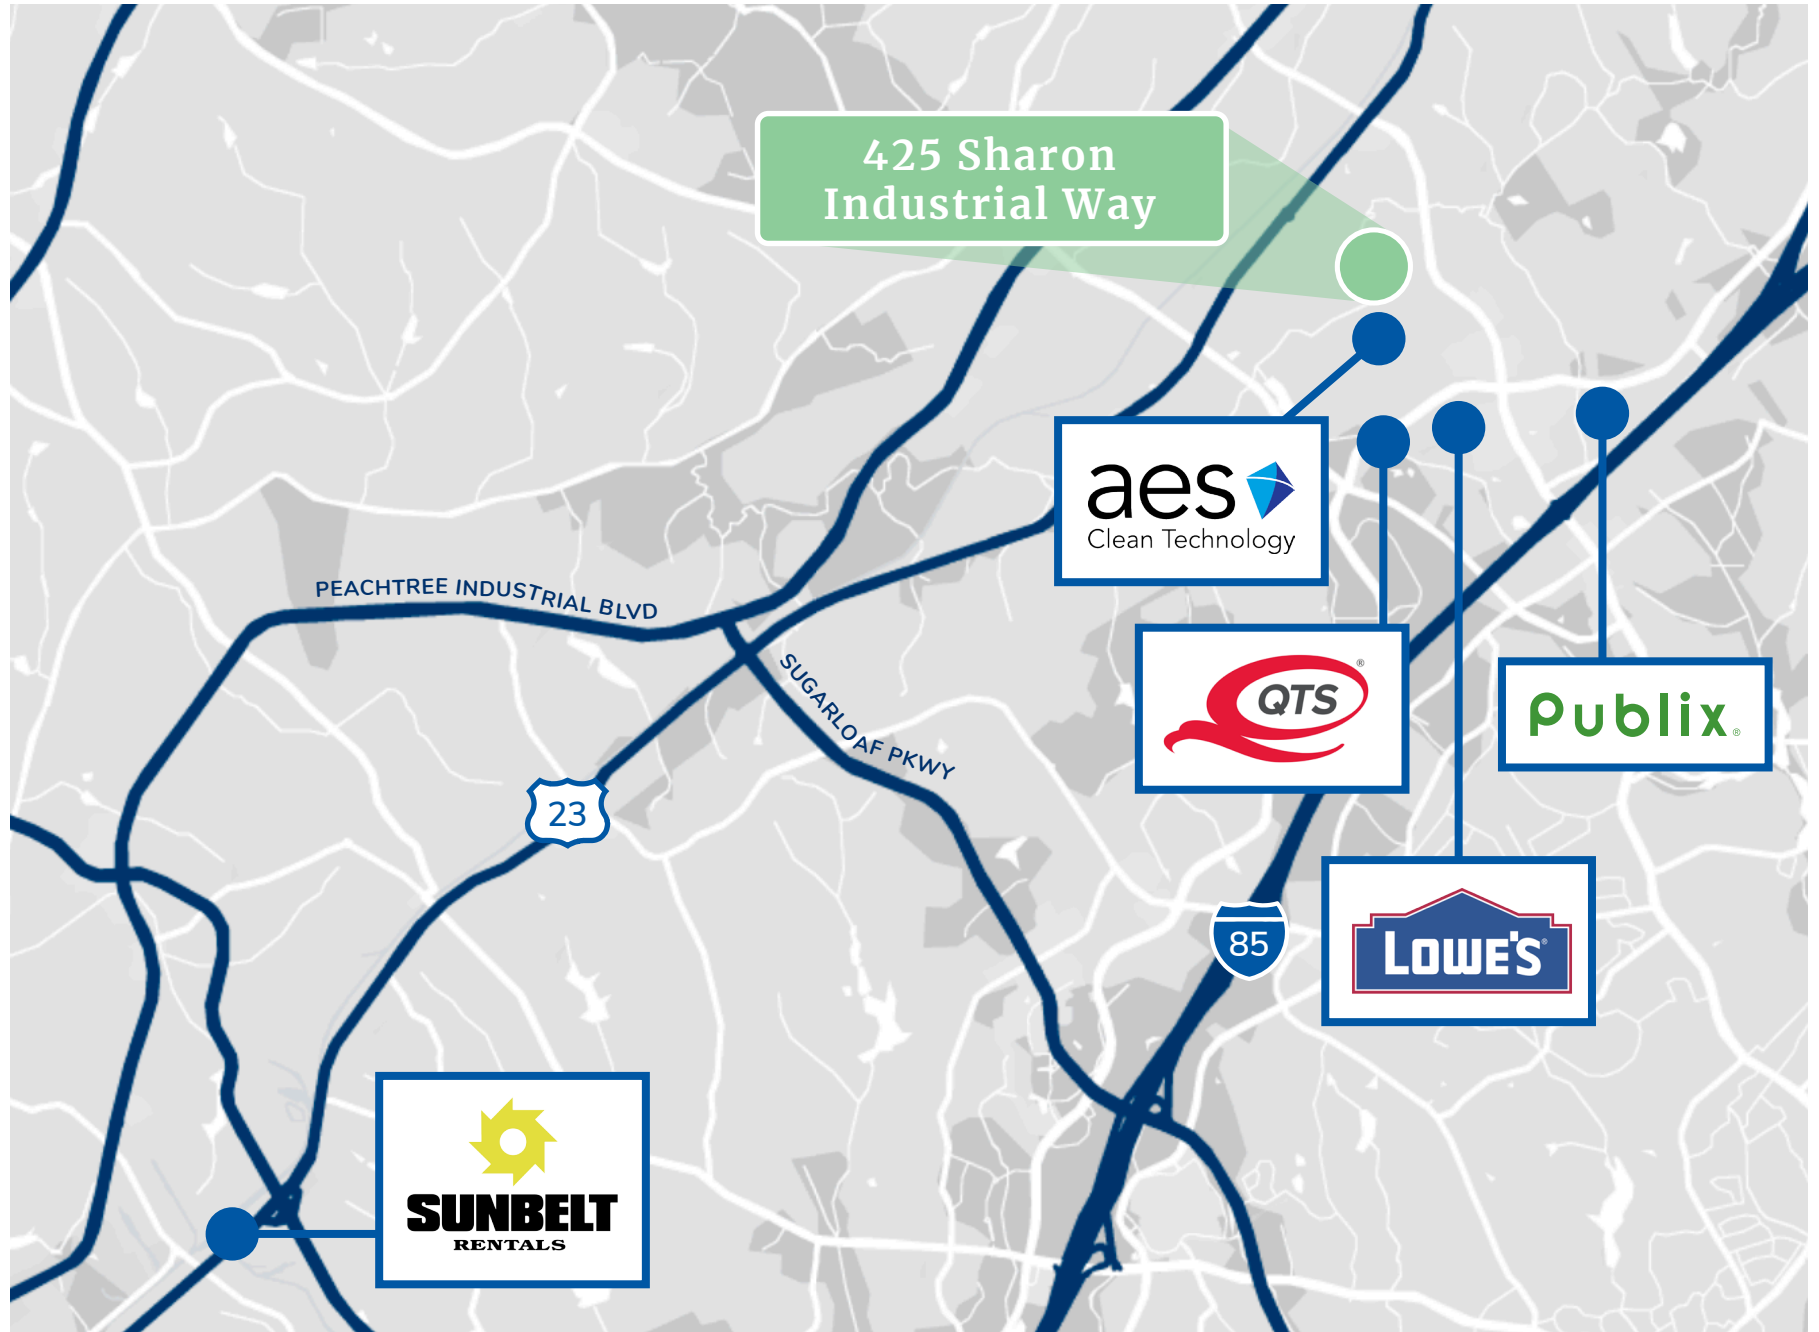 425 Sharon
Industrial Way
aes
Clean Technology
PEACHTREE INDUSTRIAL BLVD
SUGARLOAF PKWY
QTS®
Publix®
23
LOWE'S®
85
SUNBELT
RENTALS